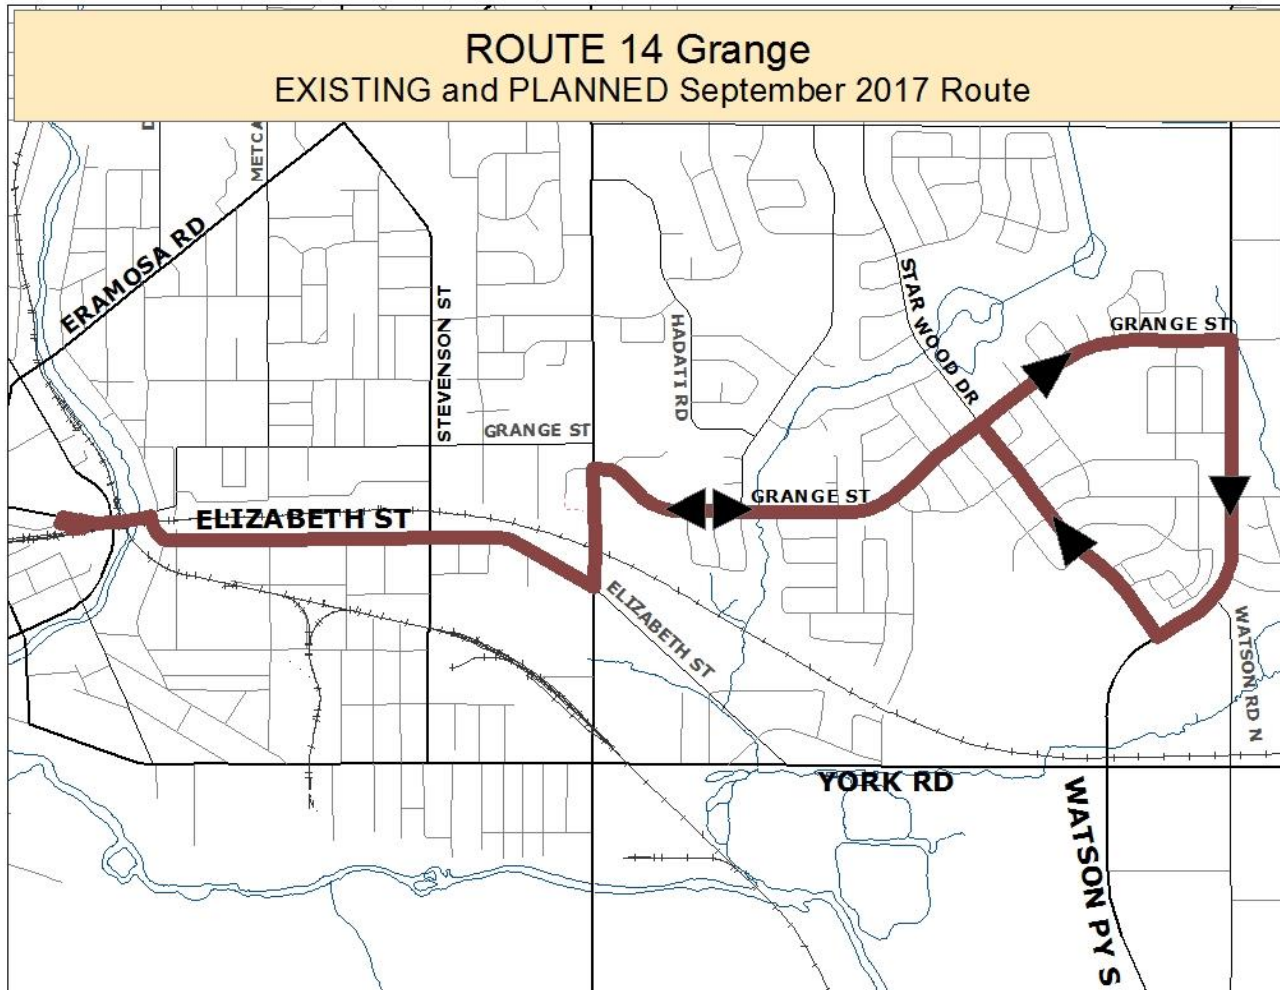 ROUTE 14 Grange
EXISTING and PLANNED September 2017 Route
METCA
ERAMOSA RD
STEVENSON ST
HADATI RD
STAR WOOD DR
GRANGE ST
GRANGE ST
GRANGE ST
ELIZABETH ST
ELIZABETH ST
WATSON RD N
YORK RD
WATSON PY S